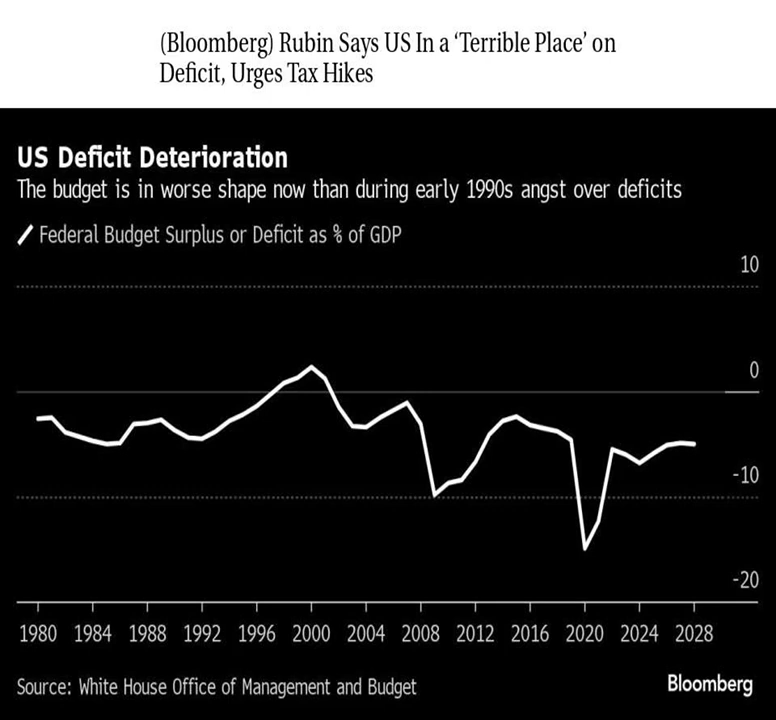 (Bloomberg) Rubin Says US In a ‘Terrible Place’ on
Deficit, Urges Tax Hikes
US Deficit Deterioration
The budget is in worse shape now than during early 1990s angst over deficits
Federal Budget Surplus or Deficit as % of GDP
10
0
-10
-20
1980 1984 1988 1992 1996 2000 2004 2008 2012 2016 2020 2024 2028
Source: White House Office of Management and Budget
Bloomberg